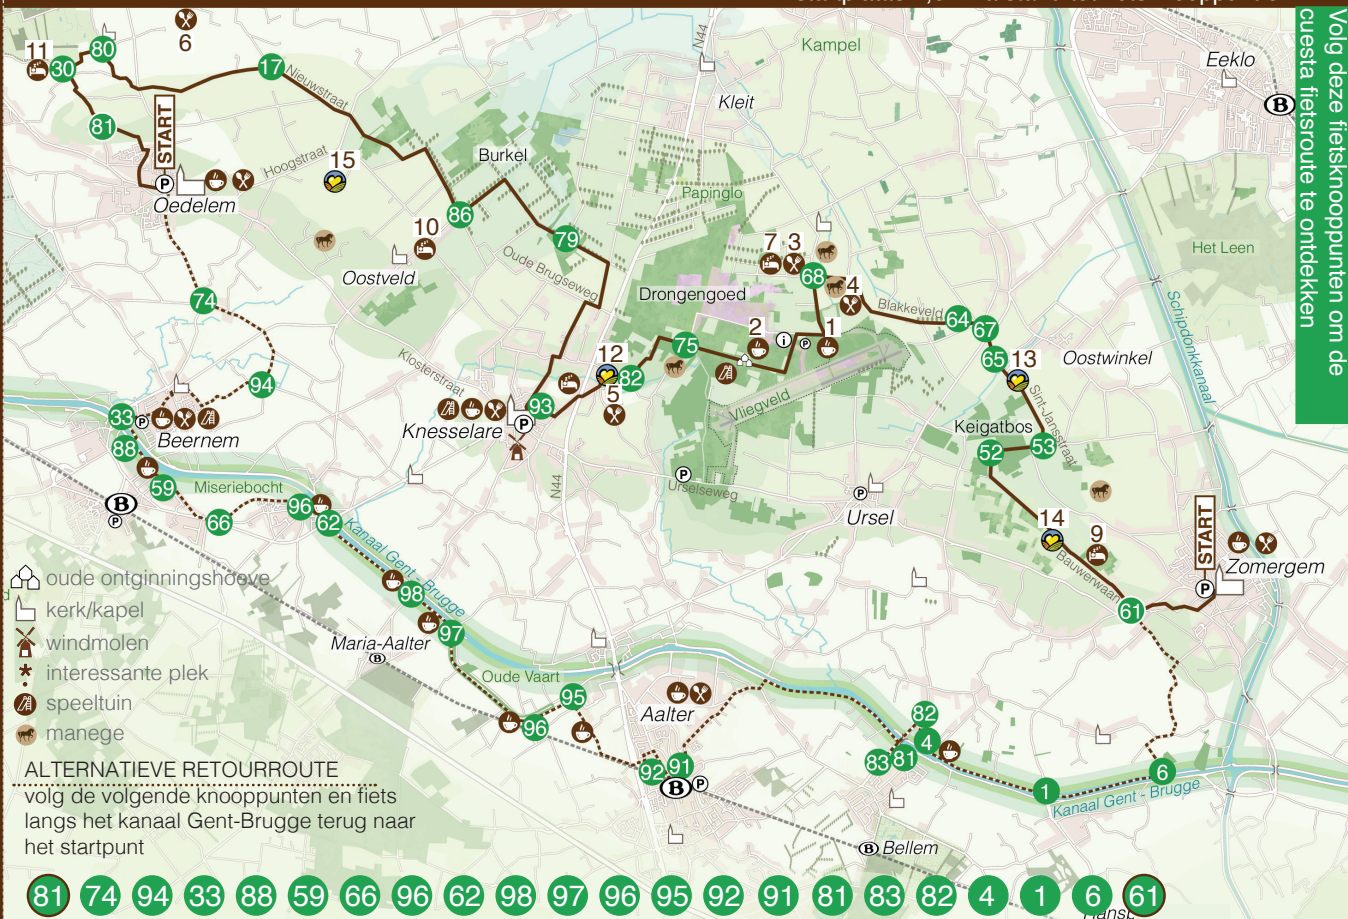 11
80
30
6
17
Nieuwstraat
81
START
P
Hoogstraat
15
Oedelem
Burkel
86
10
Oostveld
79
Oude Brugseweg
N44
Kleit
Kampel
Papinglo
Eeklo
B
Het Leen
Volg deze fietsknooppunten om de
cuesta fietsroute te ontdekken
7
3
68
4
Drongengoed
Blakkeveld
64
67
65
13
Oostwinkel
Schipdonkkanaal
74
94
Kloosterstraat
12
82
75
2
i
P
1
5
93
P
Knesselare
Vliegveld
Sint-Jansstraat
Keigatbos
52
53
33
P
Beernem
88
59
Miseriebocht
B
P
66
96
62
N44
P
Urselseweg
P
Ursel
14
9
Bauwerwaan
START
P
Zomergem
61
Kanaal Gent - Brugge
98
97
Maria-Aalter
B
Oude Vaart
95
96
Aalter
92
91
B
P
82
4
83
81
1
6
Kanaal Gent - Brugge
B
Bellem
oude ontginningshoeve
kerk/kapel
windmolen
interessante plek
speeltuin
manege
ALTERNATIEVE RETOURROUTE
volg de volgende knooppunten en fiets
langs het kanaal Gent-Brugge terug naar
het startpunt
81 74 94 33 88 59 66 96 62 98 97 96 95 92 91 81 83 82 4 1 6 61